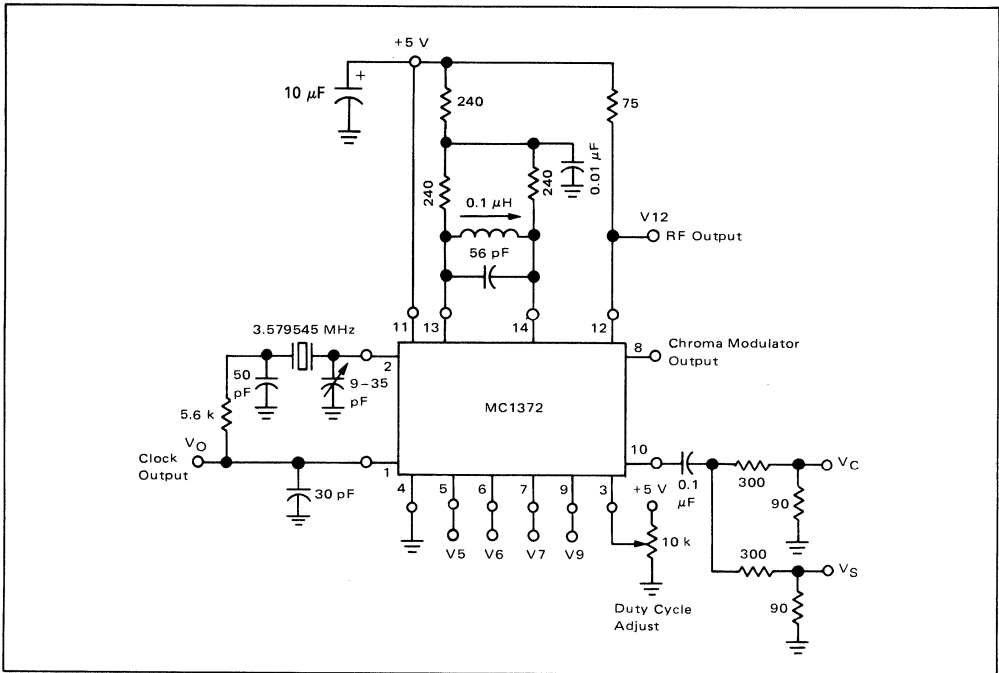 +5 V
10 µF
+
240
75
240
240
0.01 µF
0.1 µH
V12
RF Output
56 pF
11
13
14
12
3.579545 MHz
2
8
Chroma Modulator
Output
50
pF
9–35
pF
MC1372
5.6 k
VO
Clock
Output
1
10
VC
30 pF
4
5
6
7
9
3
+5 V
0.1
µF
300
90
V5
V6
V7
V9
10 k
300
VS
90
Duty Cycle
Adjust